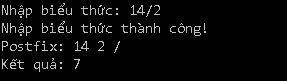 Nhập biểu thức: 14/2
Nhập biểu thức thành công!
Postfix: 14 2 /
Kết quả: 7